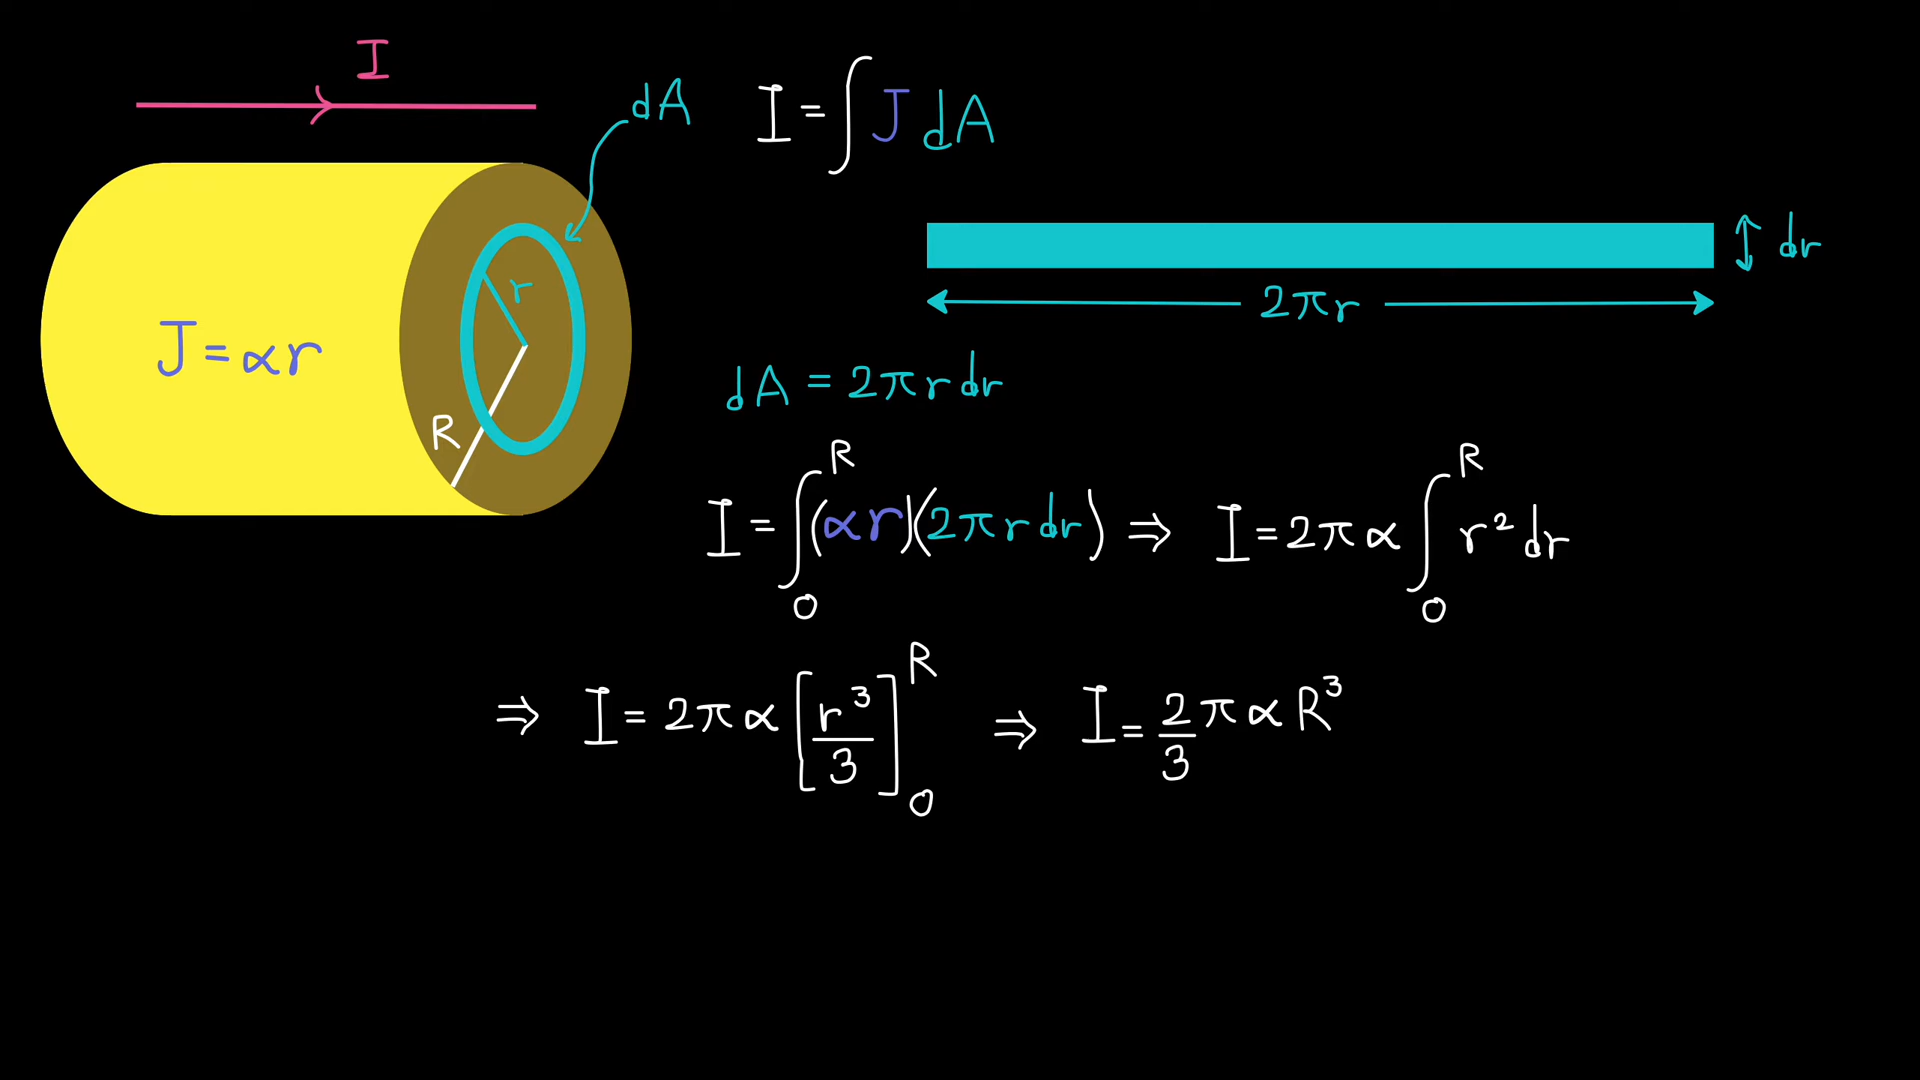 I
dA
I = ∫ J dA
dr
2πr
r
J = αr
R
dA = 2πr dr
I = ∫₀ᴿ (αr)(2πr dr) ⇒ I = 2πα ∫₀ᴿ r² dr
⇒ I = 2πα [r³/3]₀ᴿ ⇒ I = 2/3 πα R³